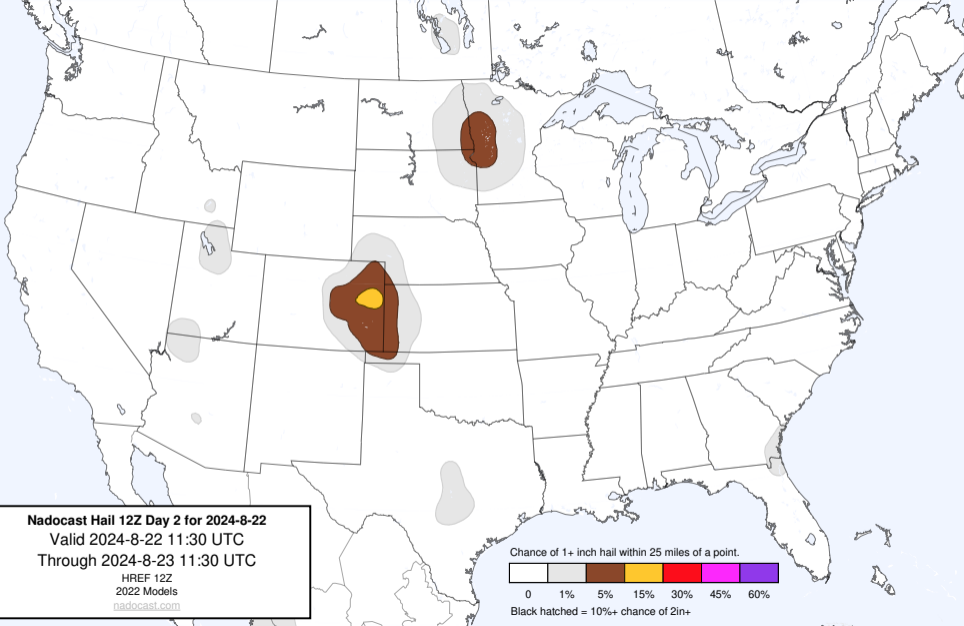 Nadocast Hail 12Z Day 2 for 2024-8-22
Valid 2024-8-22 11:30 UTC
Through 2024-8-23 11:30 UTC
HREF 12Z
2022 Models
nadocast.com
Chance of 1+ inch hail within 25 miles of a point.
0 1% 5% 15% 30% 45% 60%
Black hatched = 10%+ chance of 2in+